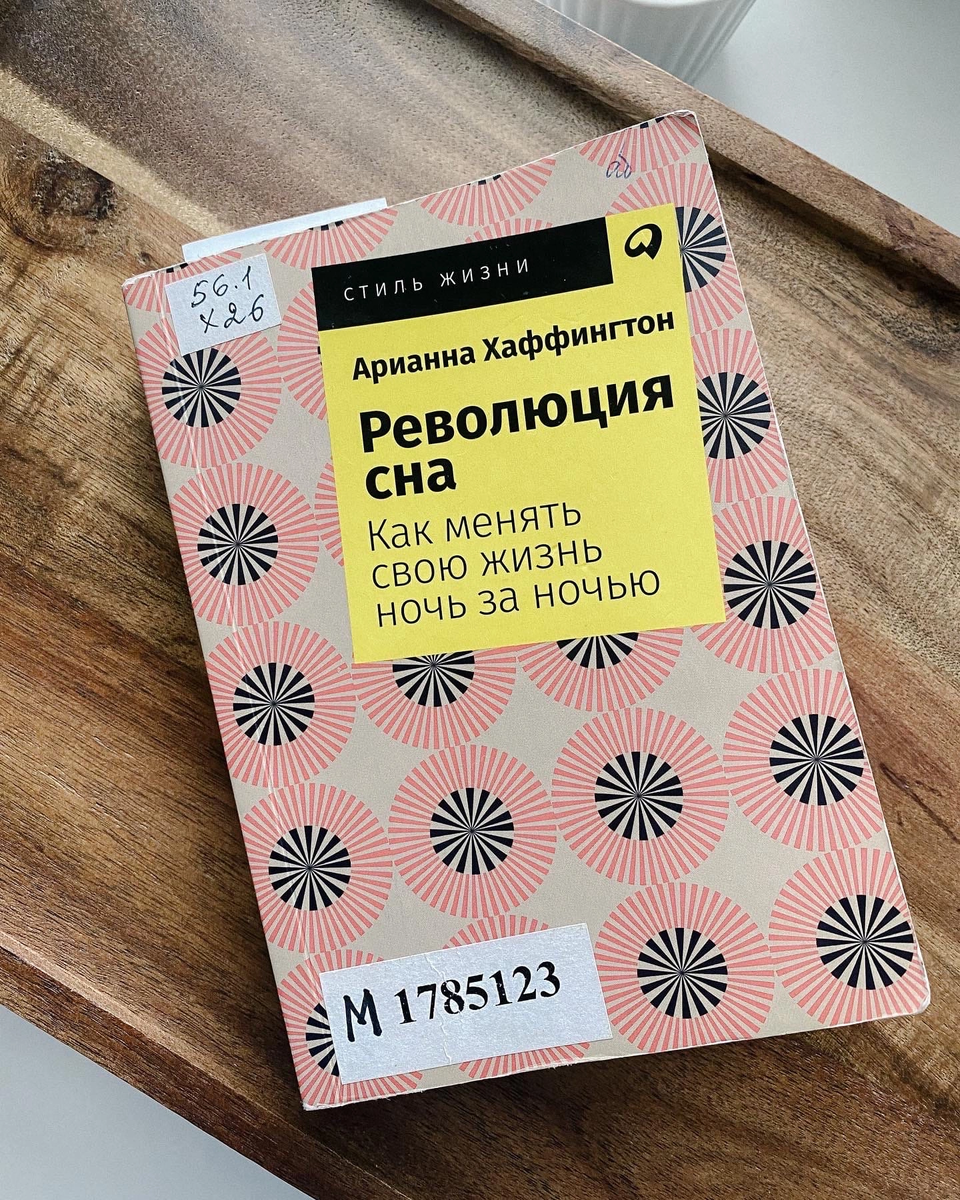 56.1
х26
СТИЛЬ ЖИЗНИ
Арианна Хаффингтон
Революция
сна
Как менять
свою жизнь
ночь за ночью
М 1785123